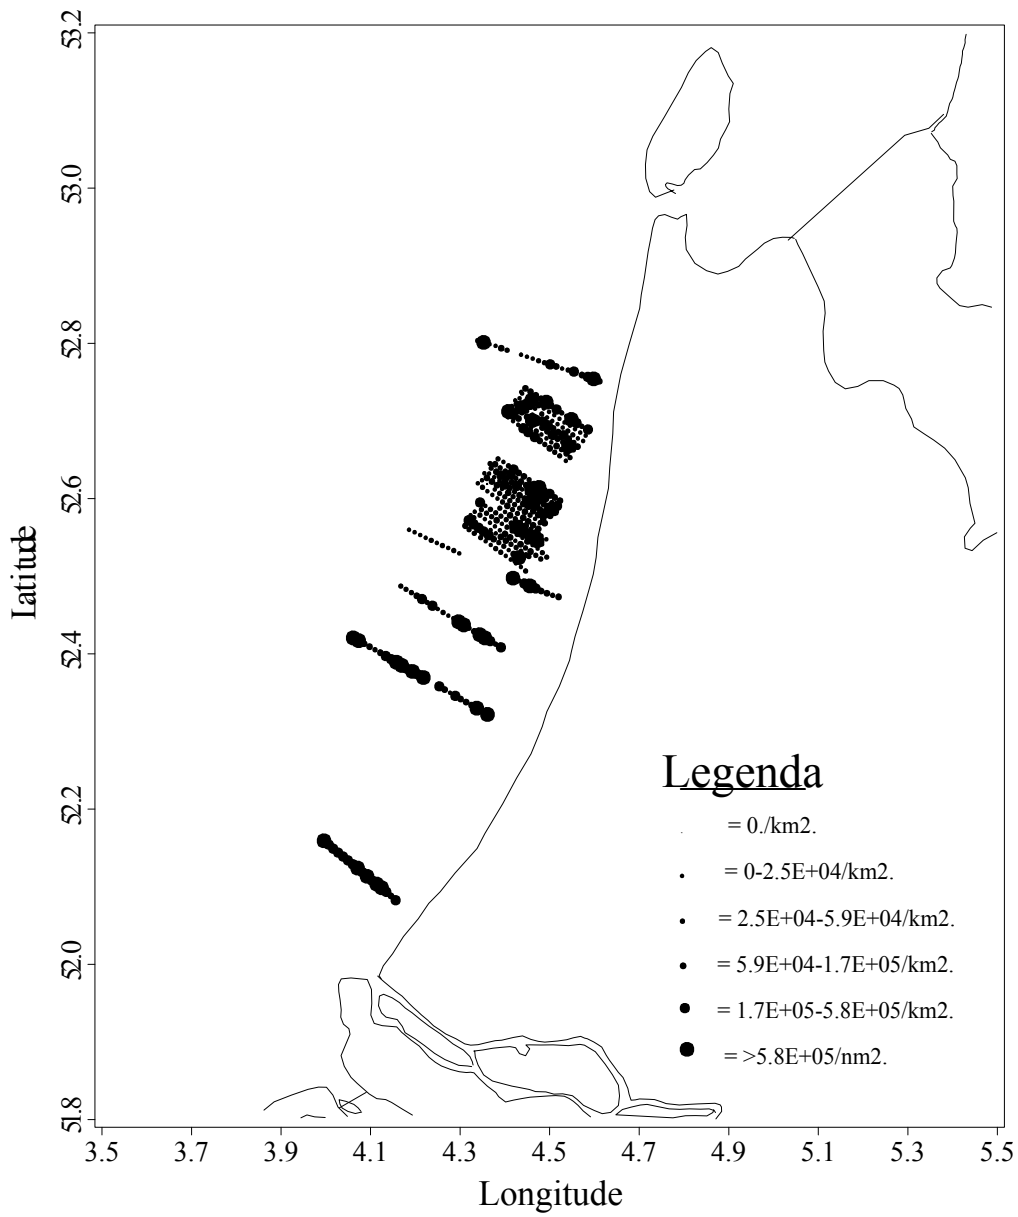 53.2
53.0
52.8
52.6
52.4
52.2
52.0
51.8
Latitude
Legenda
= 0./km2.
= 0-2.5E+04/km2.
= 2.5E+04-5.9E+04/km2.
= 5.9E+04-1.7E+05/km2.
= 1.7E+05-5.8E+05/km2.
= >5.8E+05/nm2.
3.5 3.7 3.9 4.1 4.3 4.5 4.7 4.9 5.1 5.3 5.5
Longitude